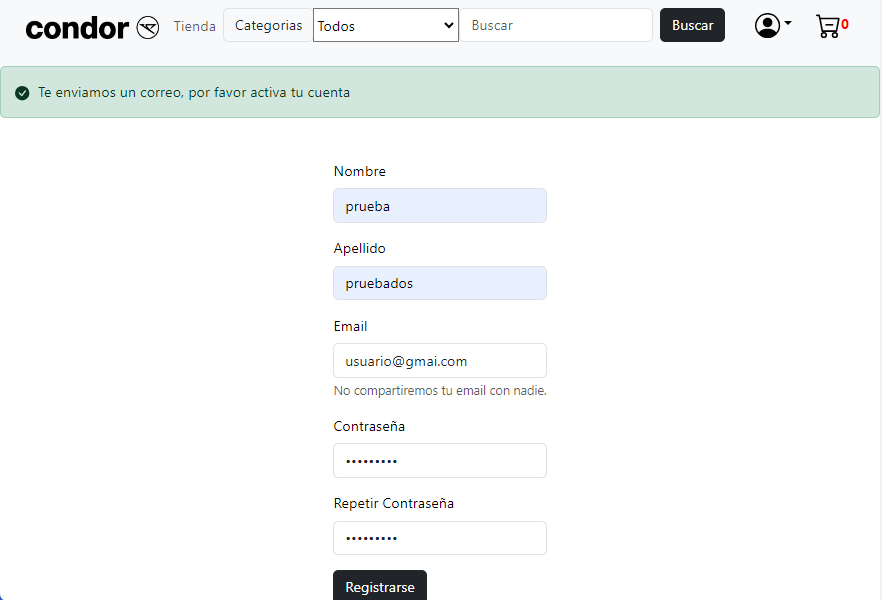 condor Tienda Categorias Todos Buscar Buscar 0
Te enviamos un correo, por favor activa tu cuenta
Nombre
prueba
Apellido
pruebados
Email
usuario@gmai.com
No compartiremos tu email con nadie.
Contraseña
•••••••••
Repetir Contraseña
•••••••••
Registrarse